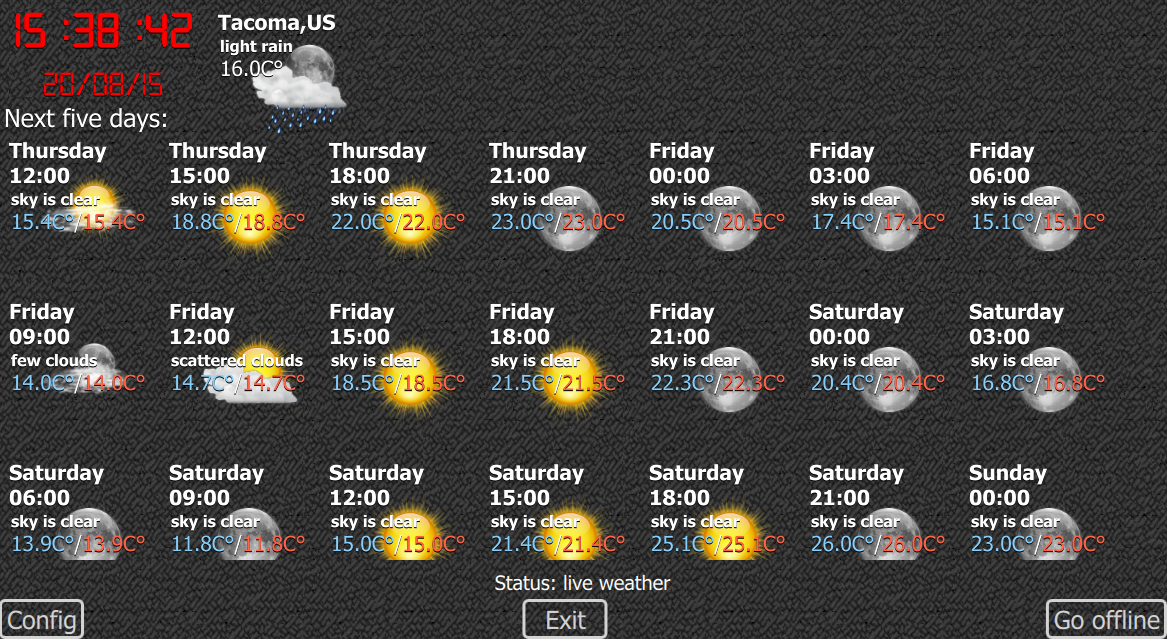 15:38:42
Tacoma,US
light rain
16.0C°
20/08/15
Next five days:
Thursday Thursday Thursday Thursday Friday Friday Friday
12:00 15:00 18:00 21:00 00:00 03:00 06:00
sky is clear sky is clear sky is clear sky is clear sky is clear sky is clear sky is clear
15.4C°/15.4C° 18.8C°/18.8C° 22.0C°/22.0C° 23.0C°/23.0C° 20.5C°/20.5C° 17.4C°/17.4C° 15.1C°/15.1C°
Friday Friday Friday Friday Friday Saturday Saturday
09:00 12:00 15:00 18:00 21:00 00:00 03:00
few clouds scattered clouds sky is clear sky is clear sky is clear sky is clear sky is clear
14.0C°/14.0C° 14.7C°/14.7C° 18.5C°/18.5C° 21.5C°/21.5C° 22.3C°/22.3C° 20.4C°/20.4C° 16.8C°/16.8C°
Saturday Saturday Saturday Saturday Saturday Saturday Sunday
06:00 09:00 12:00 15:00 18:00 21:00 00:00
sky is clear sky is clear sky is clear sky is clear sky is clear sky is clear sky is clear
13.9C°/13.9C° 11.8C°/11.8C° 15.0C°/15.0C° 21.4C°/21.4C° 25.1C°/25.1C° 26.0C°/26.0C° 23.0C°/23.0C°
Status: live weather
Config Exit Go offline